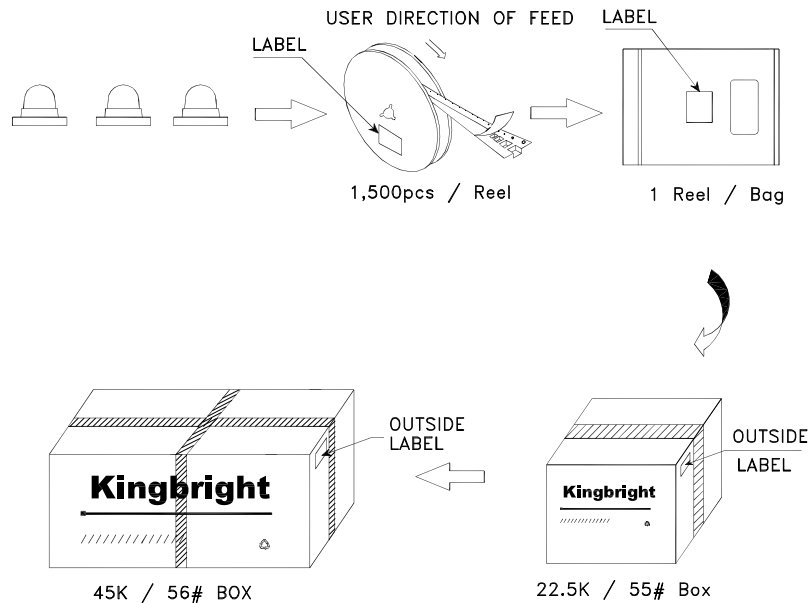 USER DIRECTION OF FEED
LABEL
LABEL
1,500pcs / Reel
1 Reel / Bag
OUTSIDE
LABEL
OUTSIDE
LABEL
Kingbright
Kingbright
45K / 56# BOX
22.5K / 55# Box